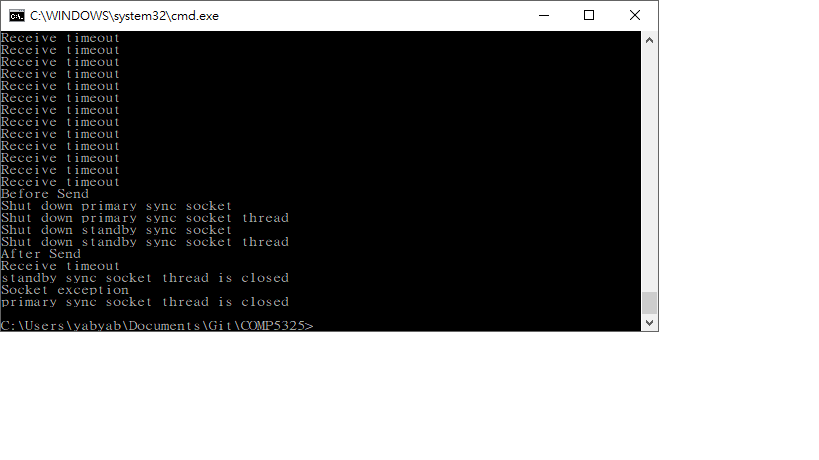 C:\WINDOWS\system32\cmd.exe
Receive timeout
Receive timeout
Receive timeout
Receive timeout
Receive timeout
Receive timeout
Receive timeout
Receive timeout
Receive timeout
Receive timeout
Receive timeout
Receive timeout
Receive timeout
Before Send
Shut down primary sync socket
Shut down primary sync socket thread
Shut down standby sync socket
Shut down standby sync socket thread
After Send
Receive timeout
standby sync socket thread is closed
Socket exception
primary sync socket thread is closed
C:\Users\yabyab\Documents\Git\COMP5325>